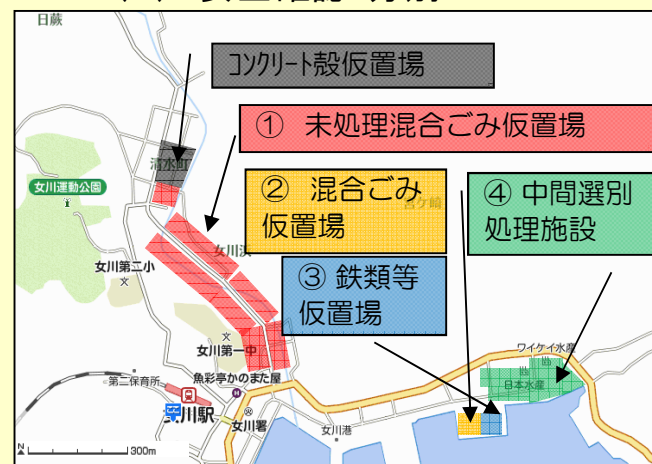 日蕨
コンクリート殻仮置場
① 未処理混合ごみ仮置場
清水町
② 混合ごみ
仮置場
④ 中間選別
処理施設
女川運動公園
女川浜
女川第二小
③ 鉄類等
仮置場
女川第一中
ワイケイ水産
第二保育所
魚彩亭かのまた屋
日本水産
女川駅
女川署
女川港
N
300m